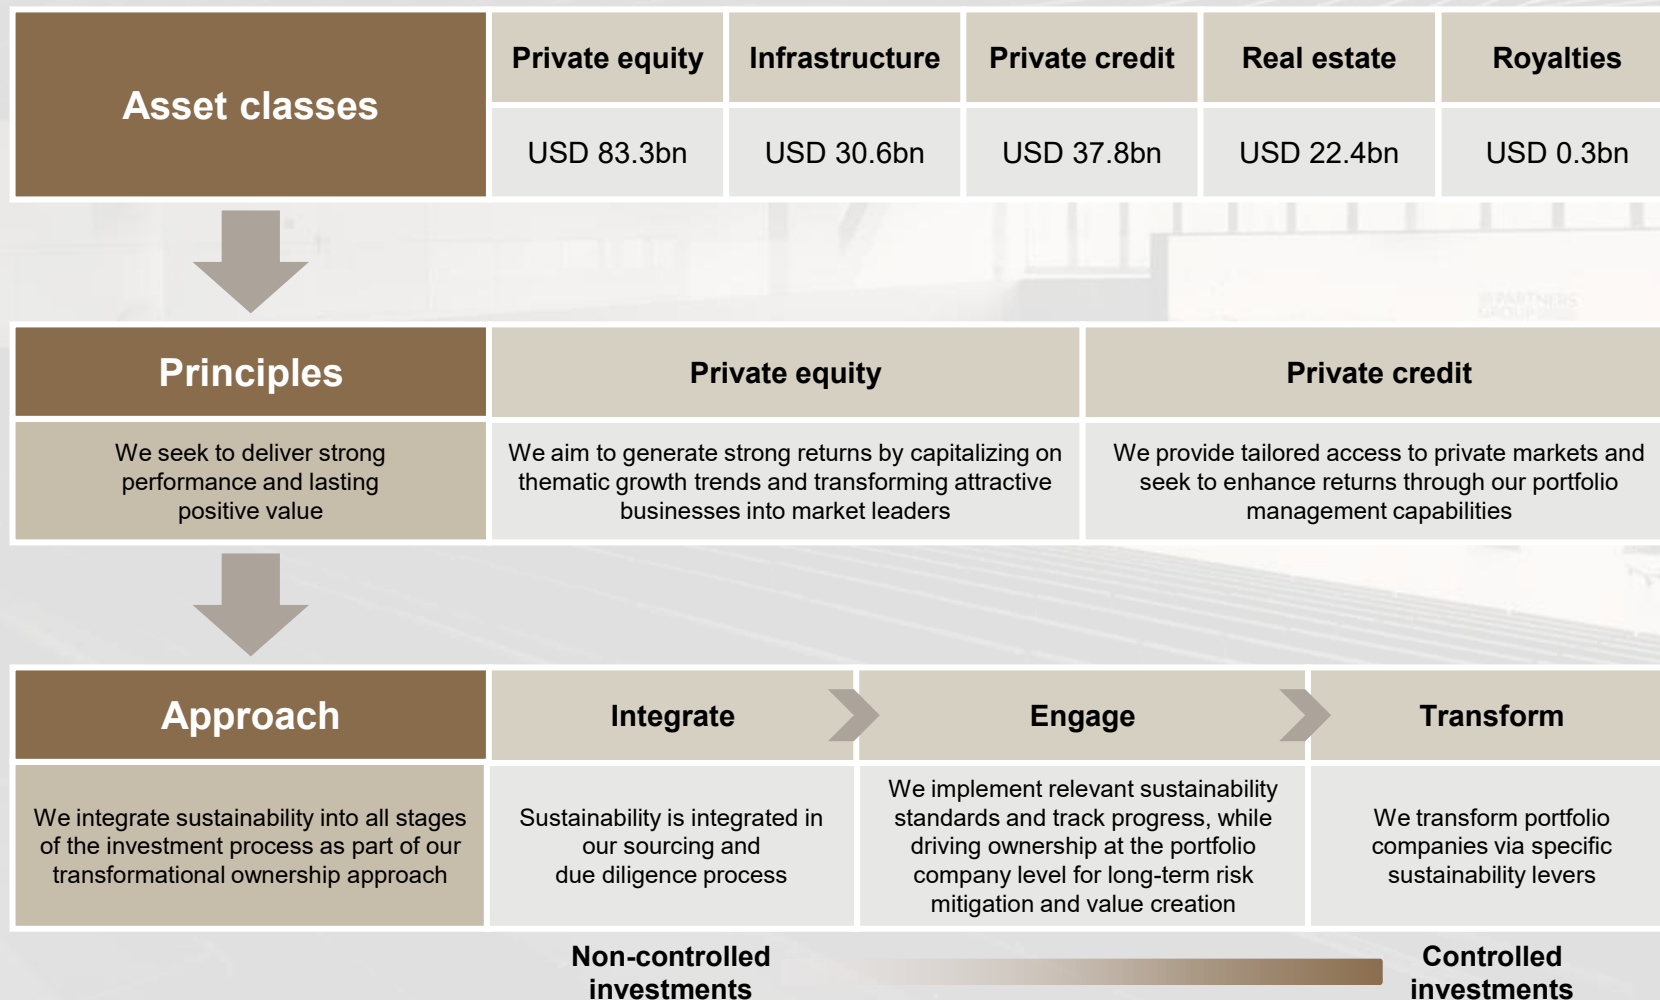 Asset classes
Private equity
Infrastructure
Private credit
Real estate
Royalties
USD 83.3bn
USD 30.6bn
USD 37.8bn
USD 22.4bn
USD 0.3bn
PARTNERS
GROUP
Principles
Private equity
Private credit
We seek to deliver strong
performance and lasting
positive value
We aim to generate strong returns by capitalizing on
thematic growth trends and transforming attractive
businesses into market leaders
We provide tailored access to private markets and
seek to enhance returns through our portfolio
management capabilities
Approach
Integrate
Engage
Transform
We integrate sustainability into all stages
of the investment process as part of our
transformational ownership approach
Sustainability is integrated in
our sourcing and
due diligence process
We implement relevant sustainability
standards and track progress, while
driving ownership at the portfolio
company level for long-term risk
mitigation and value creation
We transform portfolio
companies via specific
sustainability levers
Non-controlled
investments
Controlled
investments